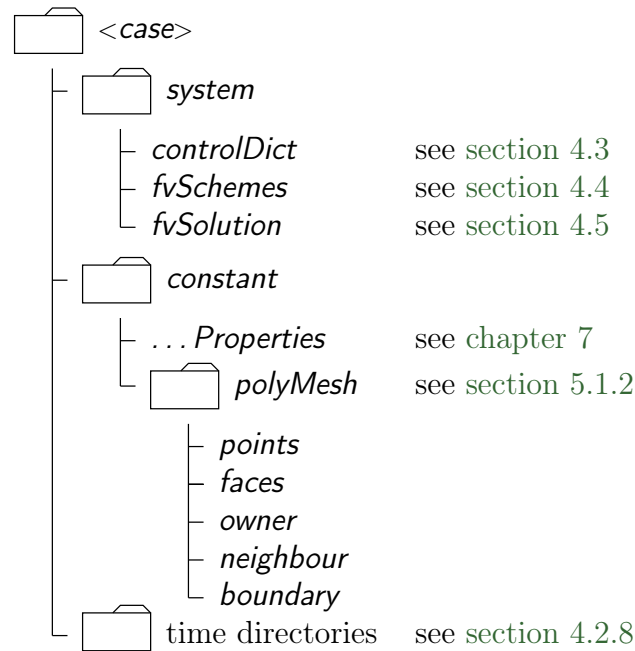 <case>
system
controlDict see section 4.3
fvSchemes see section 4.4
fvSolution see section 4.5
constant
...Properties see chapter 7
polyMesh see section 5.1.2
points
faces
owner
neighbour
boundary
time directories see section 4.2.8